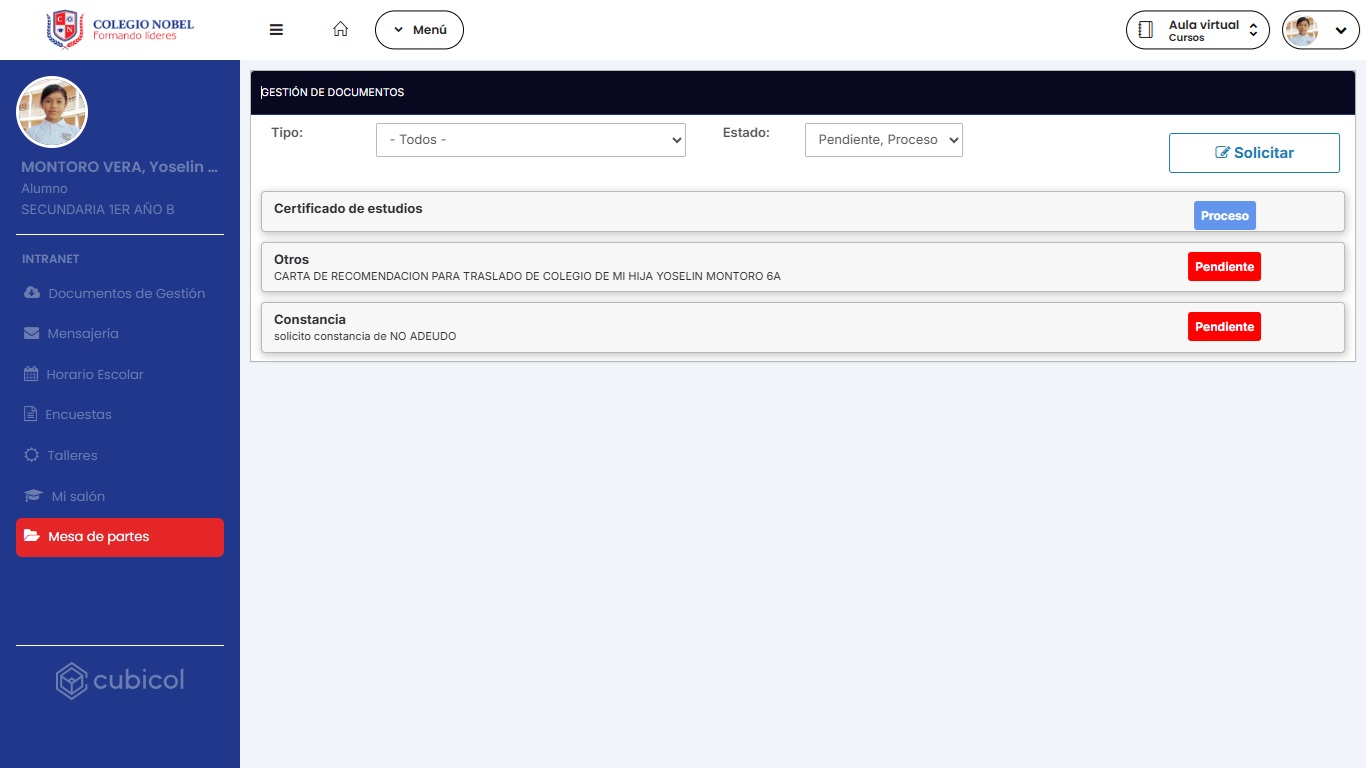 COLEGIO NOBEL
Formando líderes
Menú
Aula virtual
Cursos
MONTORO VERA, Yoselin ...
Alumno
SECUNDARIA 1ER AÑO B
INTRANET
Documentos de Gestión
Mensajería
Horario Escolar
Encuestas
Talleres
Mi salón
Mesa de partes
cubicol
GESTIÓN DE DOCUMENTOS
Tipo:
- Todos -
Estado:
Pendiente, Proceso
Solicitar
Certificado de estudios
Proceso
Otros
CARTA DE RECOMENDACION PARA TRASLADO DE COLEGIO DE MI HIJA YOSELIN MONTORO 6A
Pendiente
Constancia
solicito constancia de NO ADEUDO
Pendiente